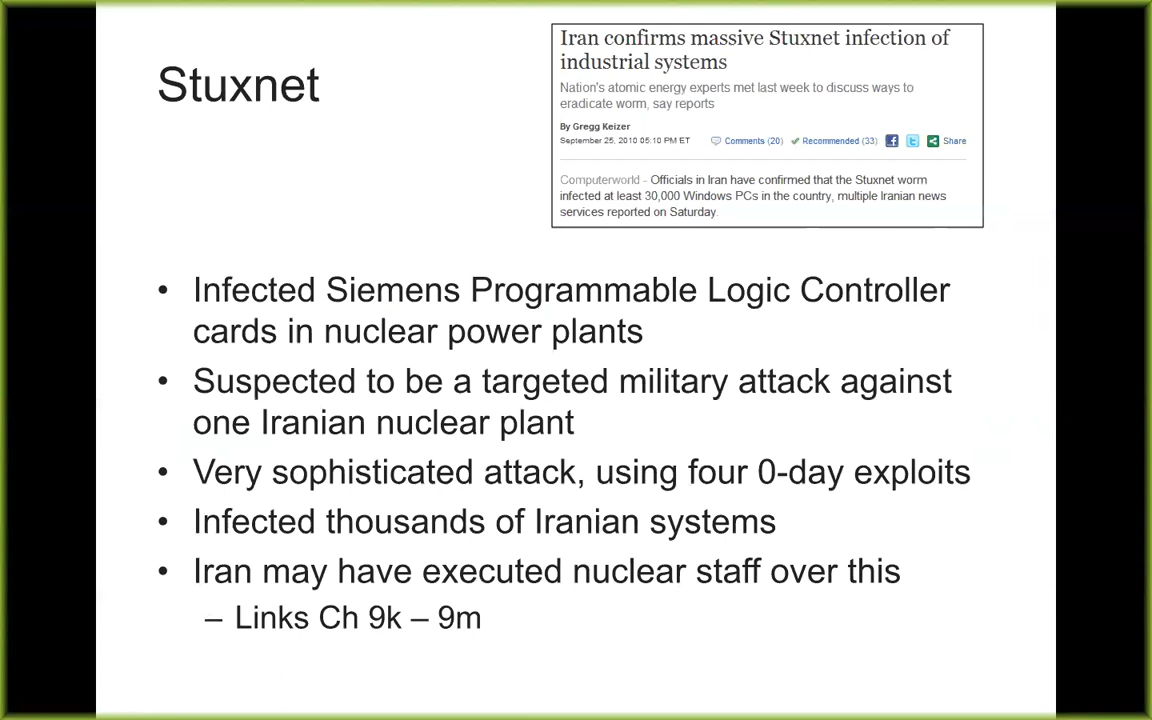 Stuxnet
Iran confirms massive Stuxnet infection of
industrial systems
Nation's atomic energy experts met last week to discuss ways to
eradicate worm, say reports
By Gregg Keizer
September 25, 2010 05:10 PM ET Comments (20) Recommended (33) f t Share
Computerworld - Officials in Iran have confirmed that the Stuxnet worm
infected at least 30,000 Windows PCs in the country, multiple Iranian news
services reported on Saturday.
• Infected Siemens Programmable Logic Controller
cards in nuclear power plants
• Suspected to be a targeted military attack against
one Iranian nuclear plant
• Very sophisticated attack, using four 0-day exploits
• Infected thousands of Iranian systems
• Iran may have executed nuclear staff over this
– Links Ch 9k – 9m